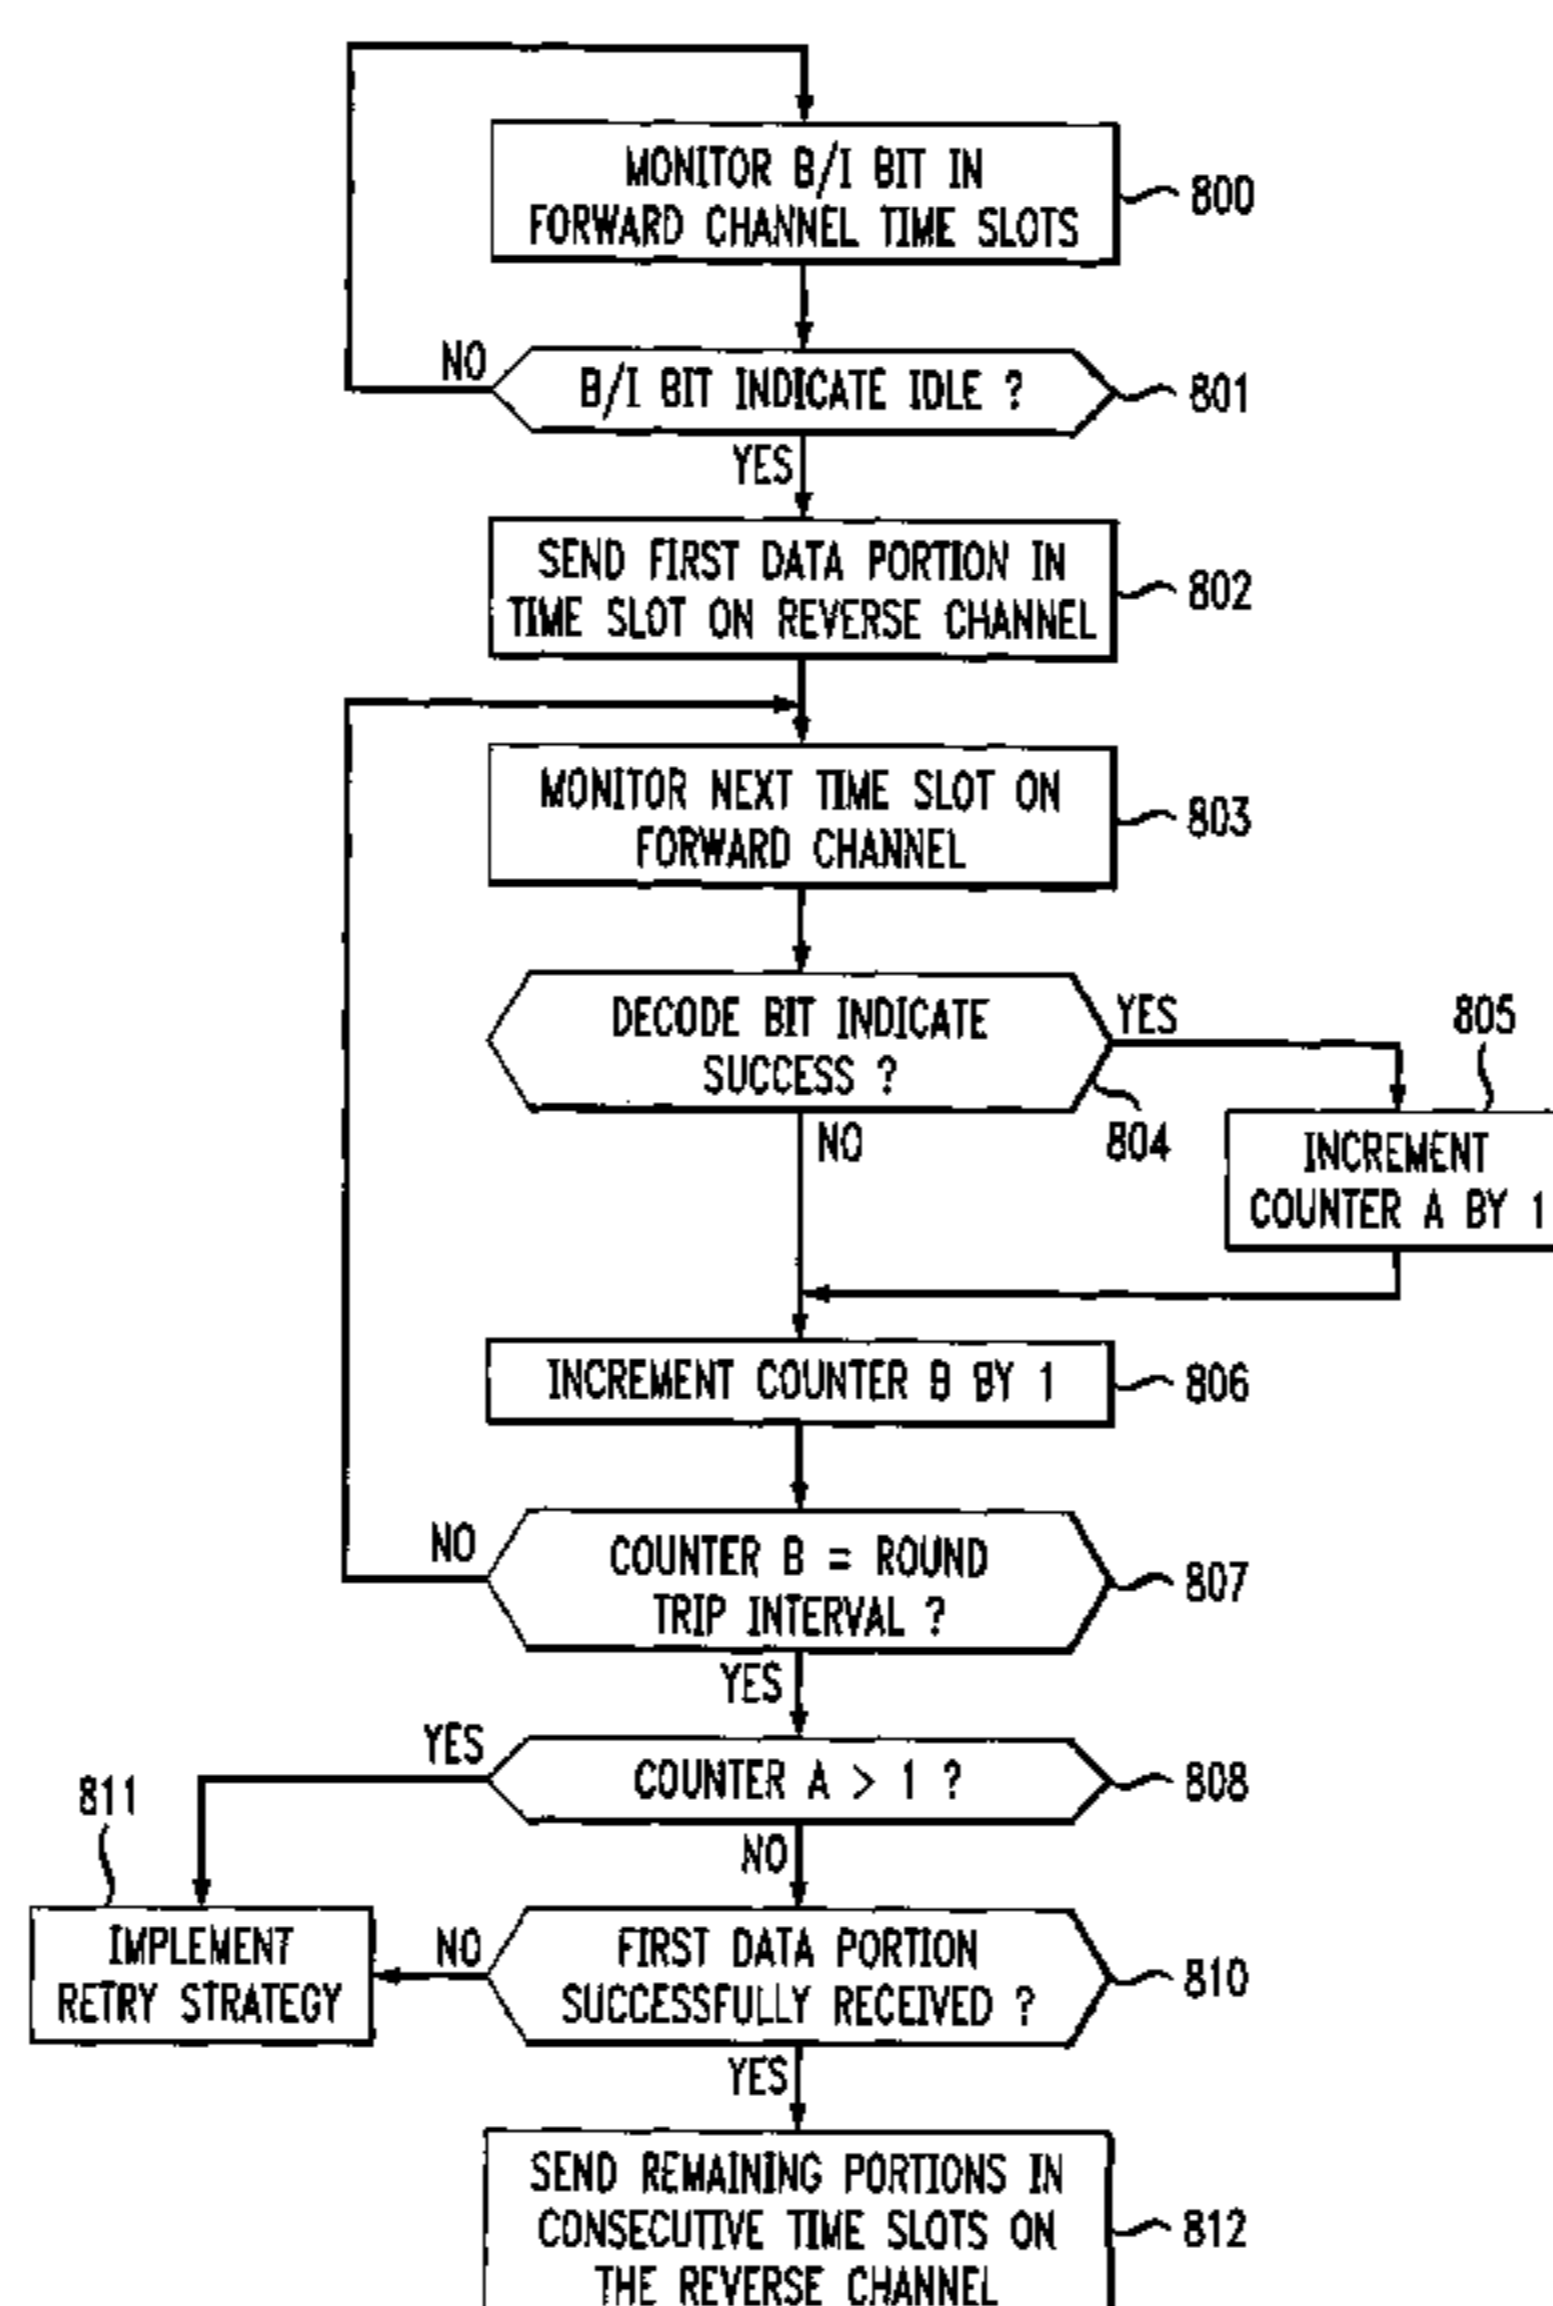 MONITOR B/I BIT IN
FORWARD CHANNEL TIME SLOTS
800
NO
B/I BIT INDICATE IDLE ?
801
YES
SEND FIRST DATA PORTION IN
TIME SLOT ON REVERSE CHANNEL
802
MONITOR NEXT TIME SLOT ON
FORWARD CHANNEL
803
DECODE BIT INDICATE
SUCCESS ?
YES
805
804
NO
INCREMENT
COUNTER A BY 1
INCREMENT COUNTER B BY 1
806
NO
COUNTER B = ROUND
TRIP INTERVAL ?
807
YES
YES
COUNTER A > 1 ?
808
811
NO
IMPLEMENT
RETRY STRATEGY
NO
FIRST DATA PORTION
SUCCESSFULLY RECEIVED ?
810
YES
SEND REMAINING PORTIONS IN
CONSECUTIVE TIME SLOTS ON
THE REVERSE CHANNEL
812